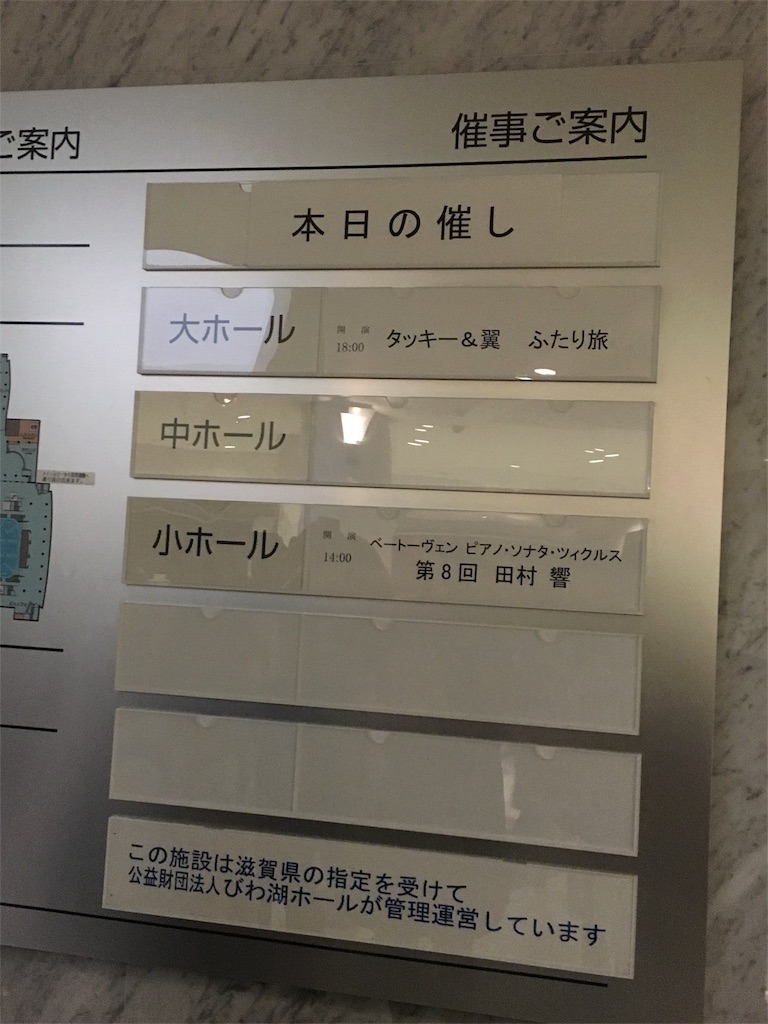 ご案内
催事ご案内
本日の催し
大ホール
開 演
18:00
タッキー＆翼 ふたり旅
中ホール
小ホール
開 演
14:00
ベートーヴェン ピアノ・ソナタ・ツィクルス
第8回 田村 響
この施設は滋賀県の指定を受けて
公益財団法人びわ湖ホールが管理運営しています